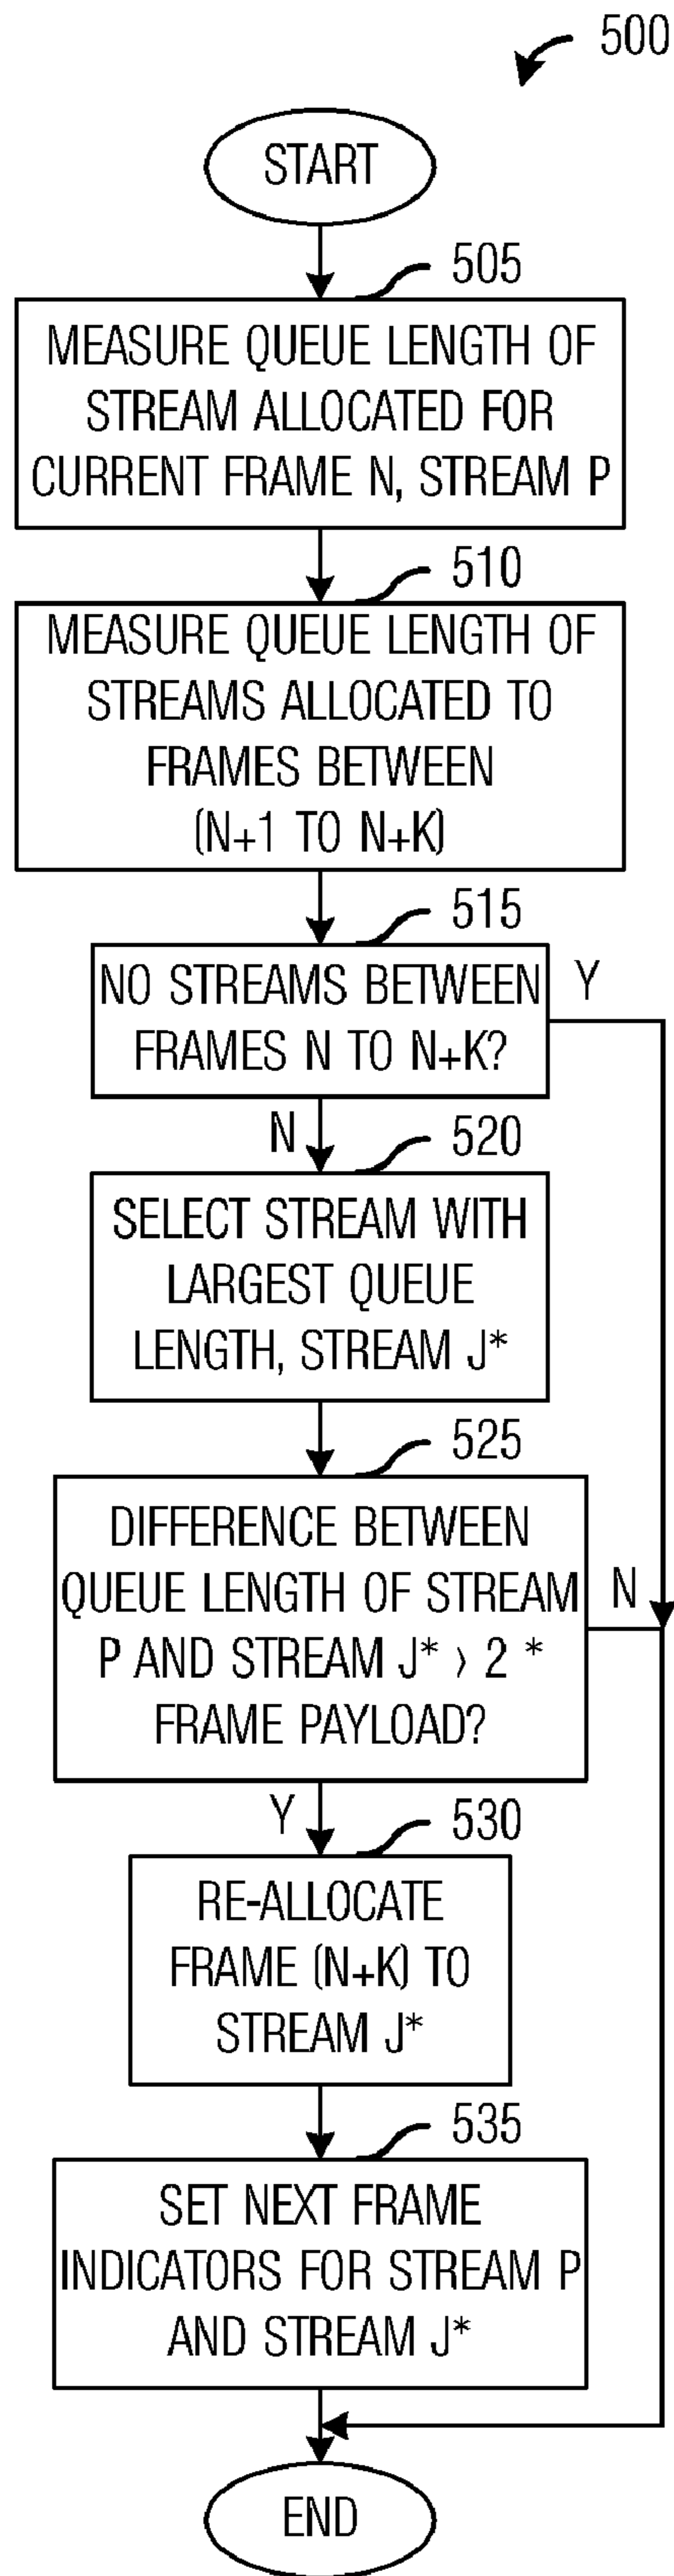 500
START
505
MEASURE QUEUE LENGTH OF
STREAM ALLOCATED FOR
CURRENT FRAME N, STREAM P
510
MEASURE QUEUE LENGTH OF
STREAMS ALLOCATED TO
FRAMES BETWEEN
(N+1 TO N+K)
515
NO STREAMS BETWEEN
FRAMES N TO N+K?
Y
N
520
SELECT STREAM WITH
LARGEST QUEUE
LENGTH, STREAM J*
525
DIFFERENCE BETWEEN
QUEUE LENGTH OF STREAM
P AND STREAM J* > 2 *
FRAME PAYLOAD?
N
Y
530
RE-ALLOCATE
FRAME (N+K) TO
STREAM J*
535
SET NEXT FRAME
INDICATORS FOR STREAM P
AND STREAM J*
END